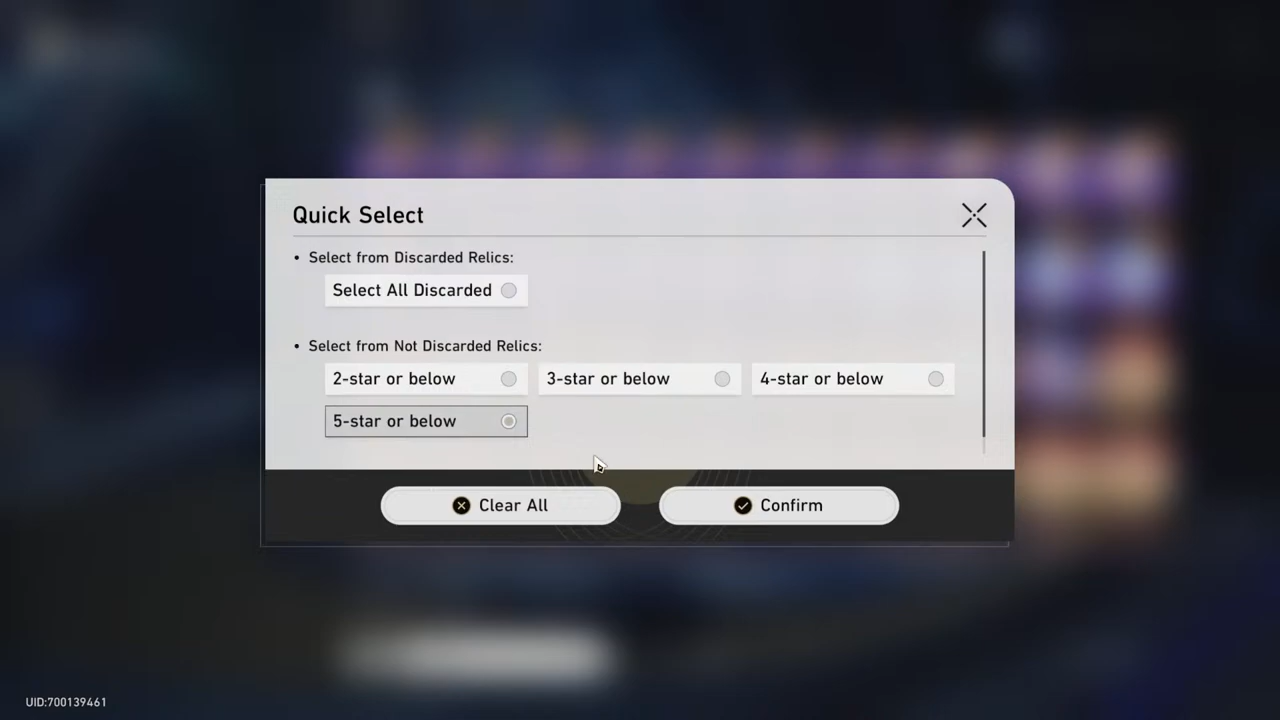 Quick Select
• Select from Discarded Relics:
Select All Discarded
• Select from Not Discarded Relics:
2-star or below 3-star or below 4-star or below
5-star or below
Clear All Confirm
UID:700139461